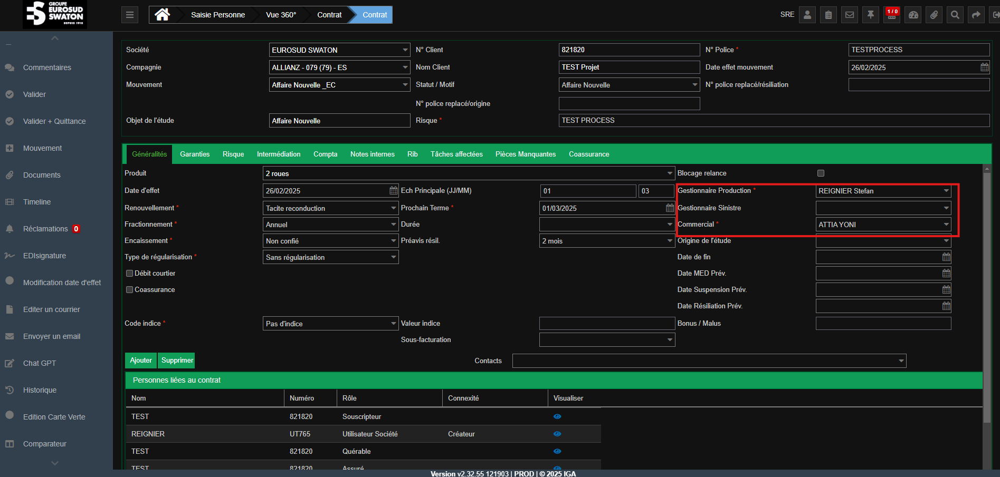 GROUPE
EUROSUD
SWATON
DEPUIS 1918
Saisie Personne
Vue 360°
Contrat
Contrat
SRE
1 / 0
Commentaires
Valider
Valider + Quittance
Mouvement
Documents
Timeline
Réclamations 0
EDIsignature
Modification date d'effet
Editer un courrier
Envoyer un email
Chat GPT
Historique
Edition Carte Verte
Comparateur
Société EUROSUD SWATON N° Client 821820 N° Police * TESTPROCESS
Compagnie ALLIANZ - 079 (79) - ES Nom Client TEST Projet Date effet mouvement 26/02/2025
Mouvement Affaire Nouvelle _EC Statut / Motif Affaire Nouvelle N° police replacé/résiliation
N° police replacé/origine
Objet de l'étude Affaire Nouvelle Risque * TEST PROCESS
Généralités Garanties Risque Intermédiation Compta Notes internes Rib Tâches affectées Pièces Manquantes Coassurance
Produit 2 roues Blocage relance
Date d'effet 26/02/2025 Ech Principale (JJ/MM) 01 03 Gestionnaire Production * REIGNIER Stefan
Renouvellement * Tacite reconduction Prochain Terme * 01/03/2025 Gestionnaire Sinistre
Fractionnement * Annuel Durée Commercial * ATTIA YONI
Encaissement * Non confié Préavis résil. 2 mois Origine de l'étude
Type de régularisation * Sans régularisation Date de fin
Débit courtier Date MED Prév.
Coassurance Date Suspension Prév.
Date Résiliation Prév.
Code indice * Pas d'indice Valeur indice Bonus / Malus
Sous-facturation
Ajouter Supprimer Contacts
Personnes liées au contrat
Nom Numéro Rôle Connexité Visualiser
TEST 821820 Souscripteur
REIGNIER UT765 Utilisateur Société Créateur
TEST 821820 Quérable
TEST 821820 Assuré
Version v2.32.55 121903 | PROD | © 2025 IGA